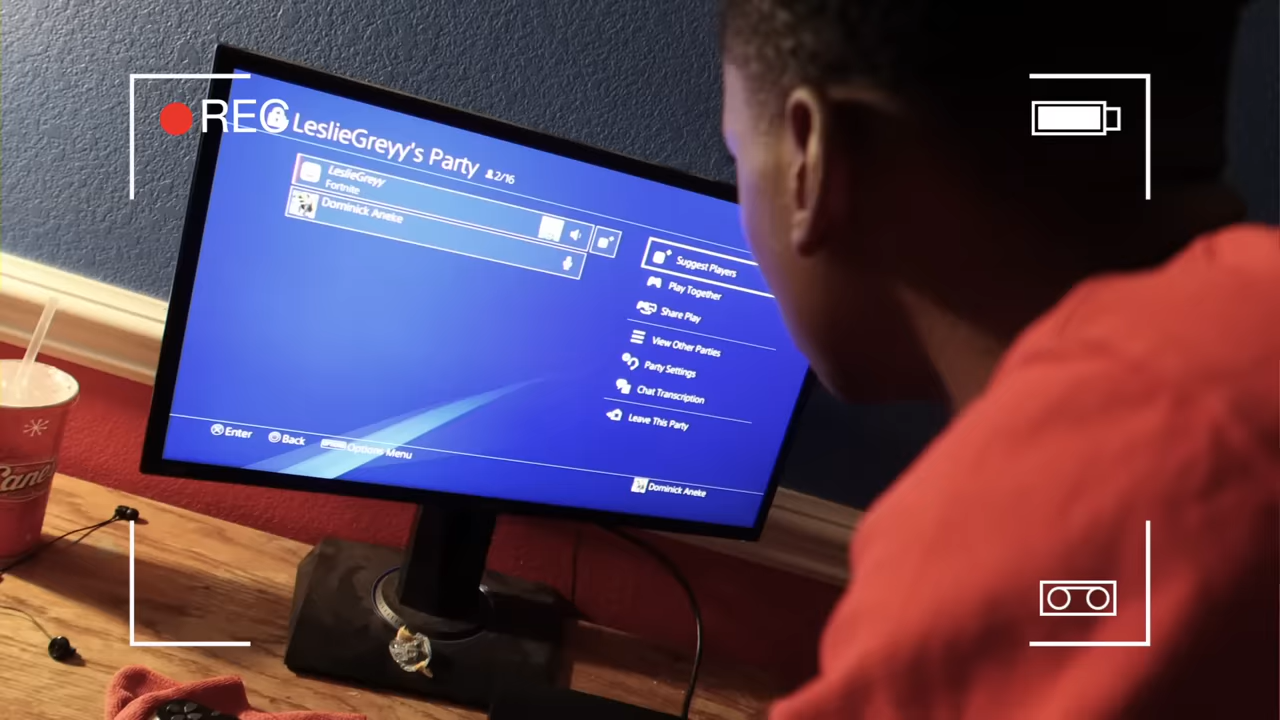 REC
LeslieGreyy's Party 2/16
LeslieGreyy
Fortnite
Dominick Aneke
Suggest Players
Play Together
Share Play
View Other Parties
Party Settings
Chat Transcription
Leave This Party
Enter Back OPTIONS Options Menu
Dominick Aneke